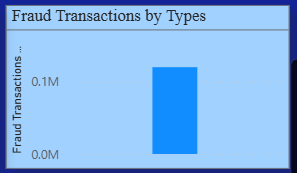 Fraud Transactions by Types
Fraud Transactions ...
0.1M
0.0M